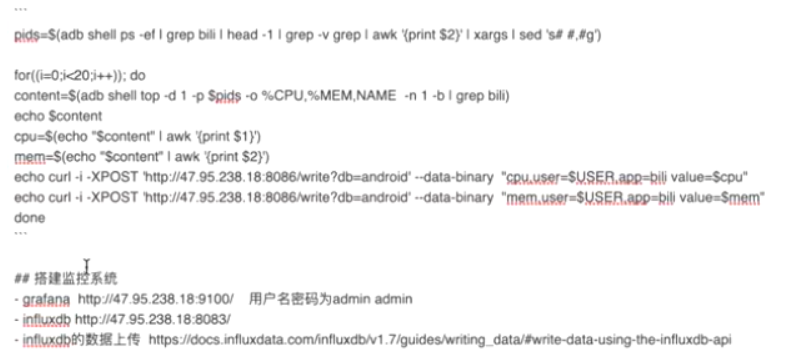 ```
pids=$(adb shell ps -ef | grep bili | head -1 | grep -v grep | awk '{print $2}' | xargs | sed 's# #,#g')
for((i=0;i<20;i++)); do
content=$(adb shell top -d 1 -p $pids -o %CPU,%MEM,NAME  -n 1 -b | grep bili)
echo $content
cpu=$(echo "$content" | awk '{print $1}')
mem=$(echo "$content" | awk '{print $2}')
echo curl -i -XPOST 'http://47.95.238.18:8086/write?db=android' --data-binary  "cpu,user=$USER,app=bili value=$cpu"
echo curl -i -XPOST 'http://47.95.238.18:8086/write?db=android' --data-binary  "mem,user=$USER,app=bili value=$mem"
done
```
## 搭建监控系统
- grafana  http://47.95.238.18:9100/    用户名密码为admin admin
- influxdb http://47.95.238.18:8083/
- influxdb的数据上传  https://docs.influxdata.com/influxdb/v1.7/guides/writing_data/#write-data-using-the-influxdb-api